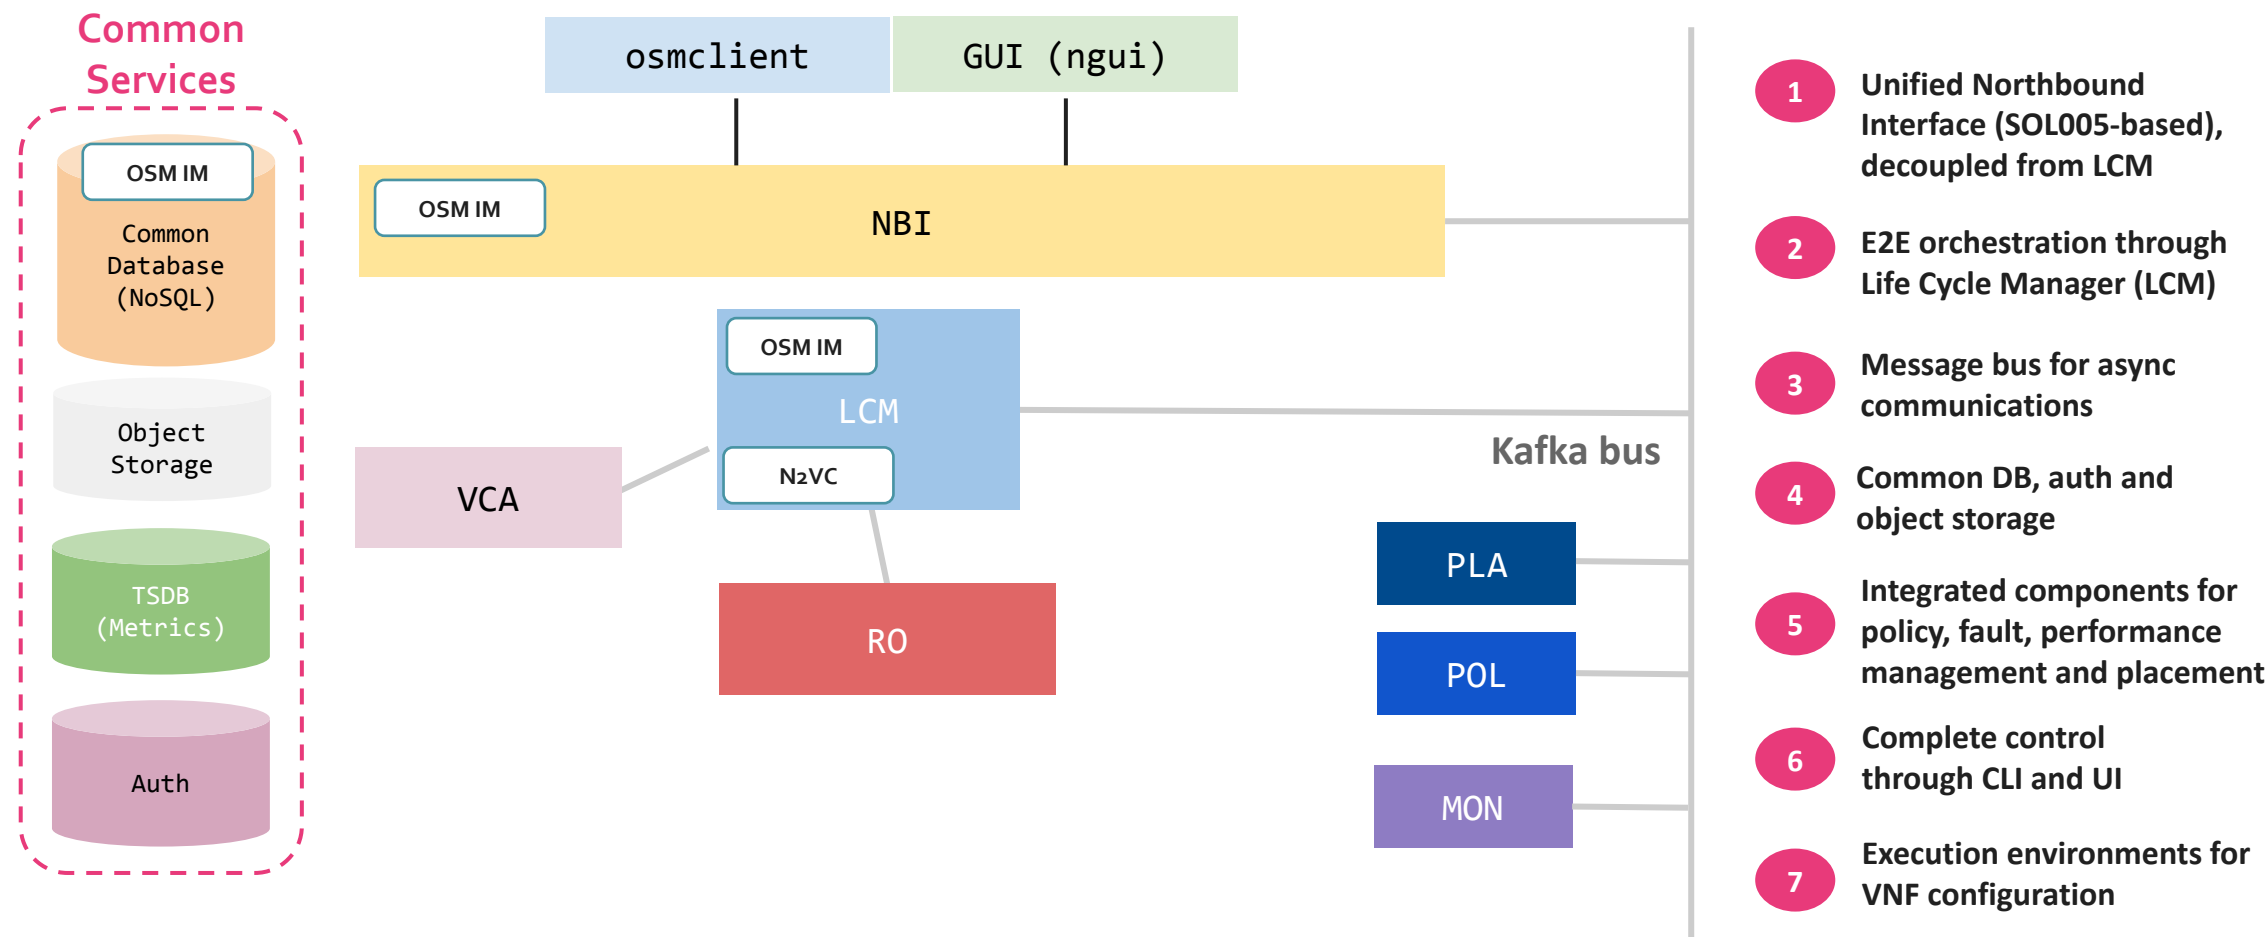 Common
Services
OSM IM
Common
Database
(NoSQL)
Object
Storage
TSDB
(Metrics)
Auth
osmclient
GUI (ngui)
OSM IM
NBI
OSM IM
LCM
N2VC
VCA
RO
Kafka bus
PLA
POL
MON
1
Unified Northbound
Interface (SOL005-based),
decoupled from LCM
2
E2E orchestration through
Life Cycle Manager (LCM)
3
Message bus for async
communications
4
Common DB, auth and
object storage
5
Integrated components for
policy, fault, performance
management and placement
6
Complete control
through CLI and UI
7
Execution environments for
VNF configuration